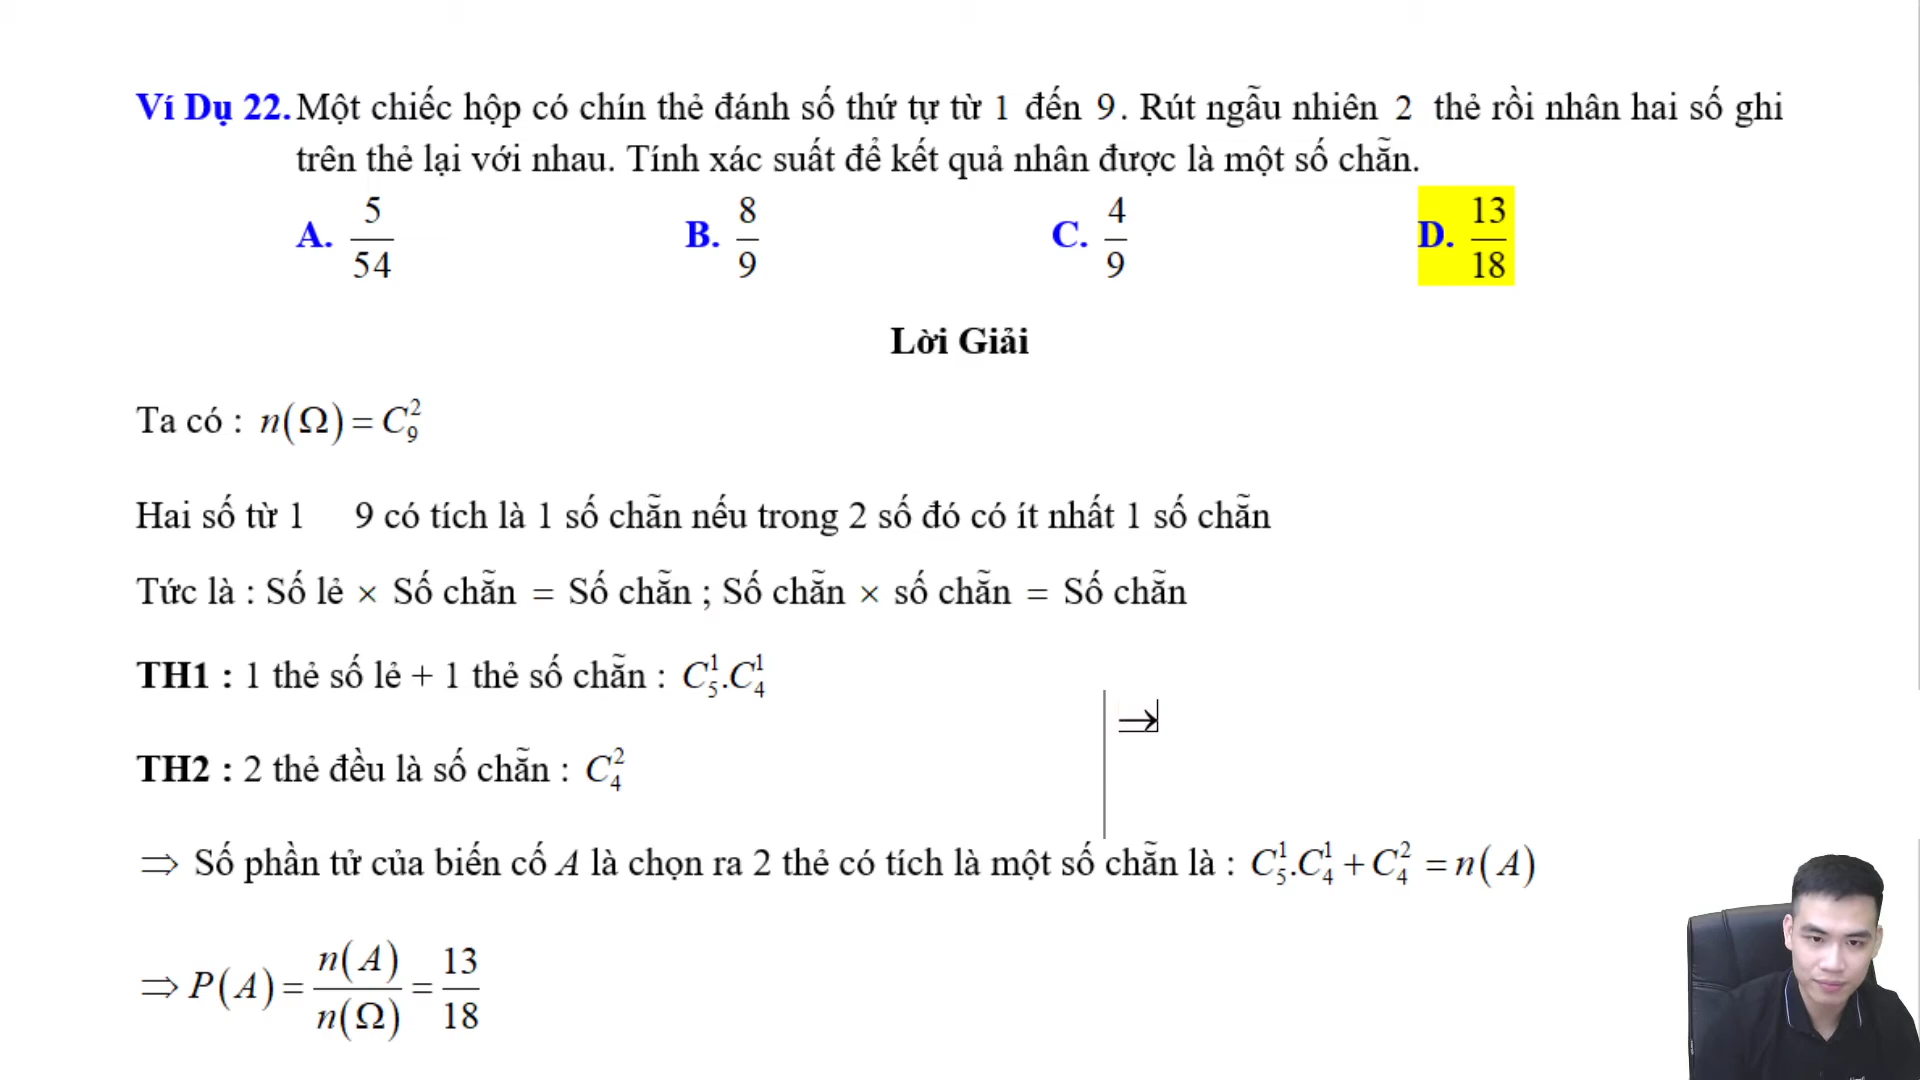 Ví Dụ 22. Một chiếc hộp có chín thẻ đánh số thứ tự từ 1 đến 9. Rút ngẫu nhiên 2 thẻ rồi nhân hai số ghi
trên thẻ lại với nhau. Tính xác suất để kết quả nhân được là một số chẵn.
A. 5/54 B. 8/9 C. 4/9 D. 13/18
Lời Giải
Ta có : n(Ω) = C_9^2
Hai số từ 1 9 có tích là 1 số chẵn nếu trong 2 số đó có ít nhất 1 số chẵn
Tức là : Số lẻ × Số chẵn = Số chẵn ; Số chẵn × số chẵn = Số chẵn
TH1 : 1 thẻ số lẻ + 1 thẻ số chẵn : C_5^1.C_4^1
→
TH2 : 2 thẻ đều là số chẵn : C_4^2
⇒ Số phần tử của biến cố A là chọn ra 2 thẻ có tích là một số chẵn là : C_5^1.C_4^1 + C_4^2 = n(A)
⇒ P(A) = n(A)/n(Ω) = 13/18